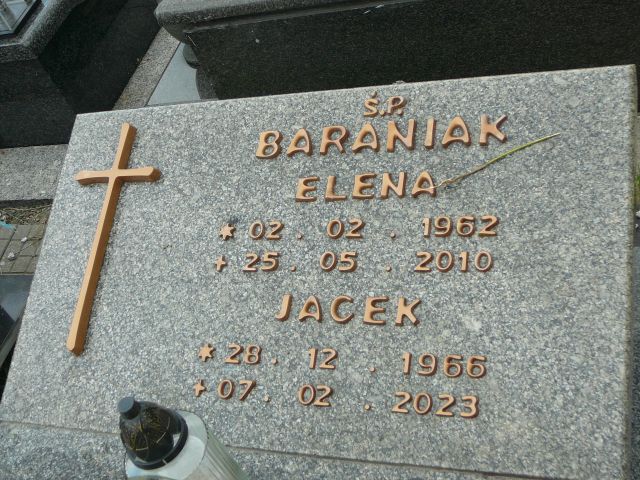 Ś.P.
BARANIAK
ELENA
* 02 . 02 . 1962
+ 25 . 05 . 2010
JACEK
* 28 . 12 . 1966
+ 07 . 02 . 2023